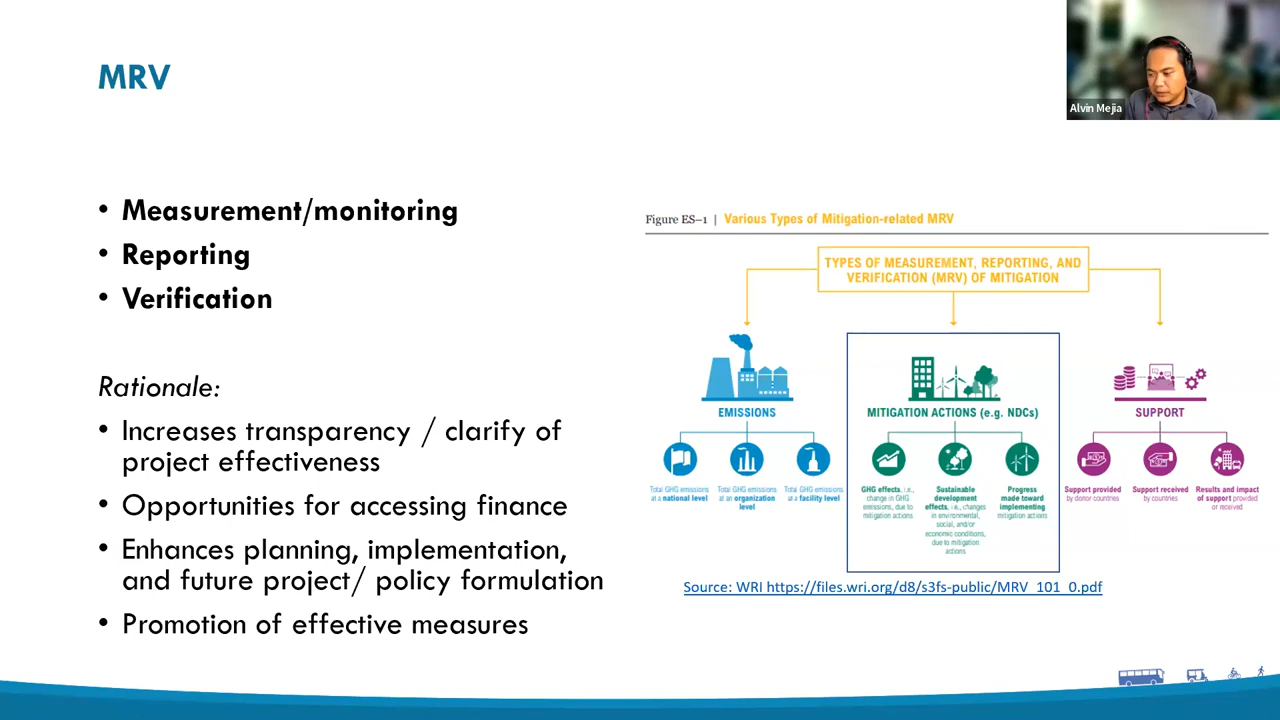 MRV
Alvin Mejia
• Measurement/monitoring
• Reporting
• Verification
Rationale:
• Increases transparency / clarify of
project effectiveness
• Opportunities for accessing finance
• Enhances planning, implementation,
and future project/ policy formulation
• Promotion of effective measures
Figure ES–1 | Various Types of Mitigation-related MRV
TYPES OF MEASUREMENT, REPORTING, AND
VERIFICATION (MRV) OF MITIGATION
EMISSIONS
Total GHG emissions
at a national level
Total GHG emissions
at an organization
level
Total GHG emissions
at a facility level
MITIGATION ACTIONS (e.g. NDCs)
GHG effects, i.e.,
change in GHG
emissions, due to
mitigation actions
Sustainable
development
effects, i.e., changes
in environmental,
social, and/or
economic conditions,
due to mitigation
actions
Progress
made toward
implementing
mitigation actions
SUPPORT
Support provided
by donor countries
Support received
by countries
Results and impact
of support provided
or received
Source: WRI https://files.wri.org/d8/s3fs-public/MRV_101_0.pdf